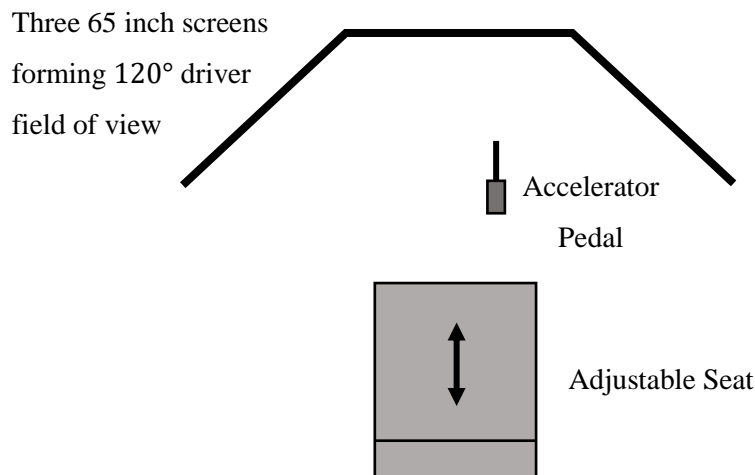 Three 65 inch screens
forming 120° driver
field of view
Accelerator
Pedal
Adjustable Seat